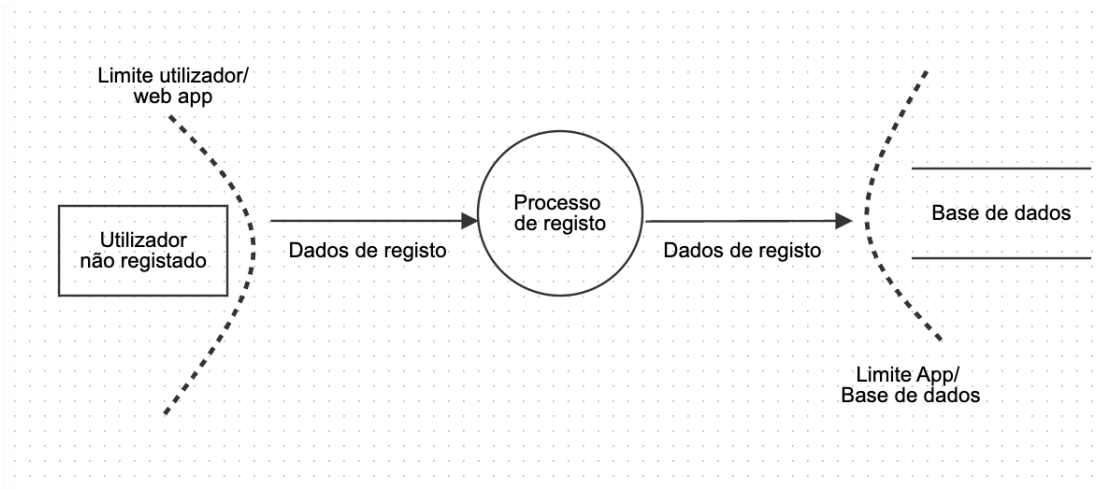 Limite utilizador/
web app
Utilizador
não registado
Dados de registo
Processo
de registo
Dados de registo
Base de dados
Limite App/
Base de dados